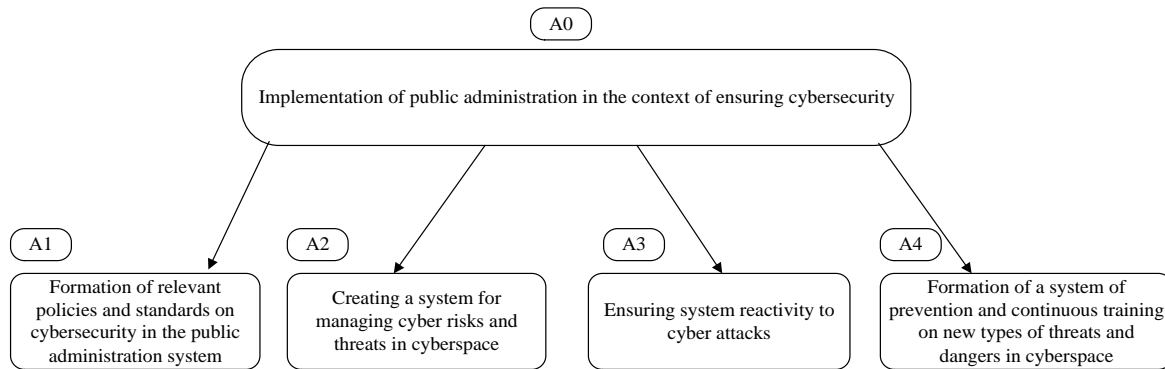 A0
Implementation of public administration in the context of ensuring cybersecurity
A1
Formation of relevant
policies and standards on
cybersecurity in the public
administration system
A2
Creating a system for
managing cyber risks and
threats in cyberspace
A3
Ensuring system reactivity to
cyber attacks
A4
Formation of a system of
prevention and continuous training
on new types of threats and
dangers in cyberspace